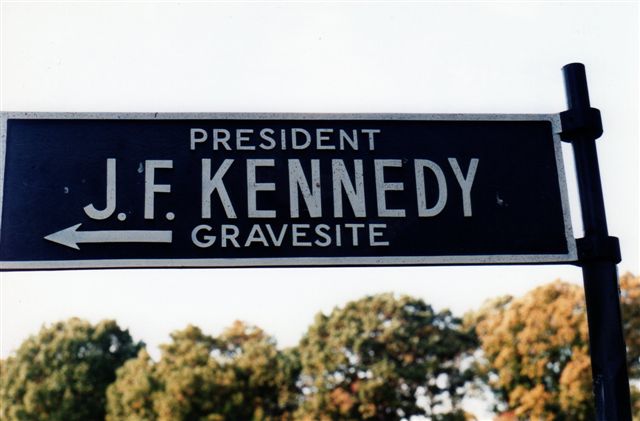 PRESIDENT
J. F. KENNEDY
GRAVESITE